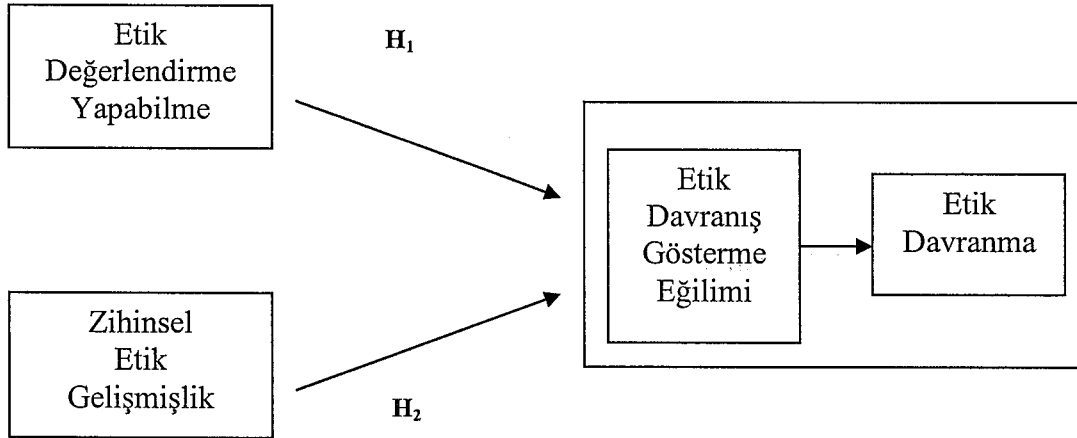 Etik
Değerlendirme
Yapabilme
H₁
Etik
Davranış
Gösterme
Eğilimi
Etik
Davranma
Zihinsel
Etik
Gelişmişlik
H₂